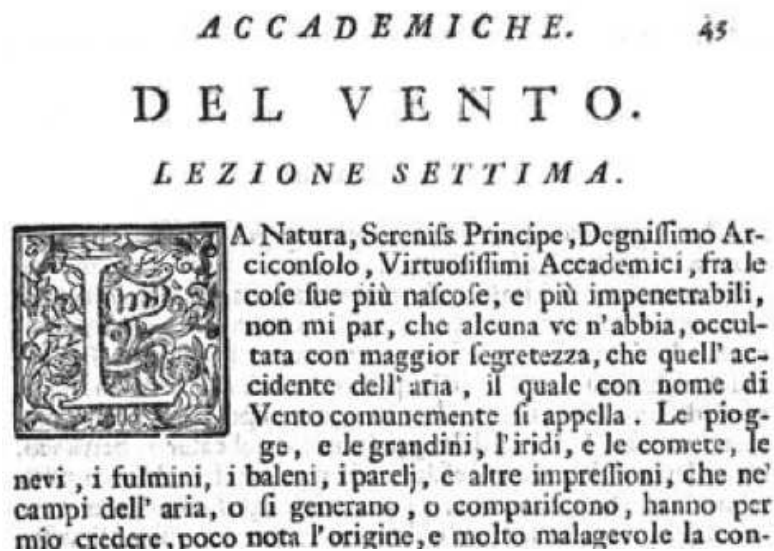 ACCADEMICHE. 45
DEL VENTO.
LEZIONE SETTIMA.
LA Natura, Sereniſs. Principe, Degniſſimo Ar-
ciconſolo, Virtuoſiſſimi Accademici, fra le
coſe ſue più naſcoſe, e più impenetrabili,
non mi par, che alcuna ve n'abbia, occul-
tata con maggior ſegretezza, che quell' ac-
cidente dell' aria, il quale con nome di
Vento comunemente ſi appella. Le piog-
ge, e le grandini, l'iridi, e le comete, le
nevi, i fulmini, i baleni, i parelj, e altre impreſſioni, che ne'
campi dell' aria, o ſi generano, o compariſcono, hanno per
mio credere, poco nota l'origine, e molto malagevole la con-